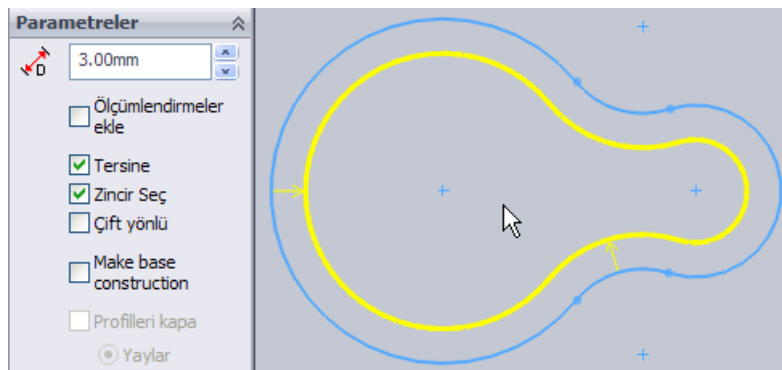 Parametreler
D
3.00mm
Ölçümlendirmeler
ekle
Tersine
Zincir Seç
Çift yönlü
Make base
construction
Profilleri kapa
Yaylar